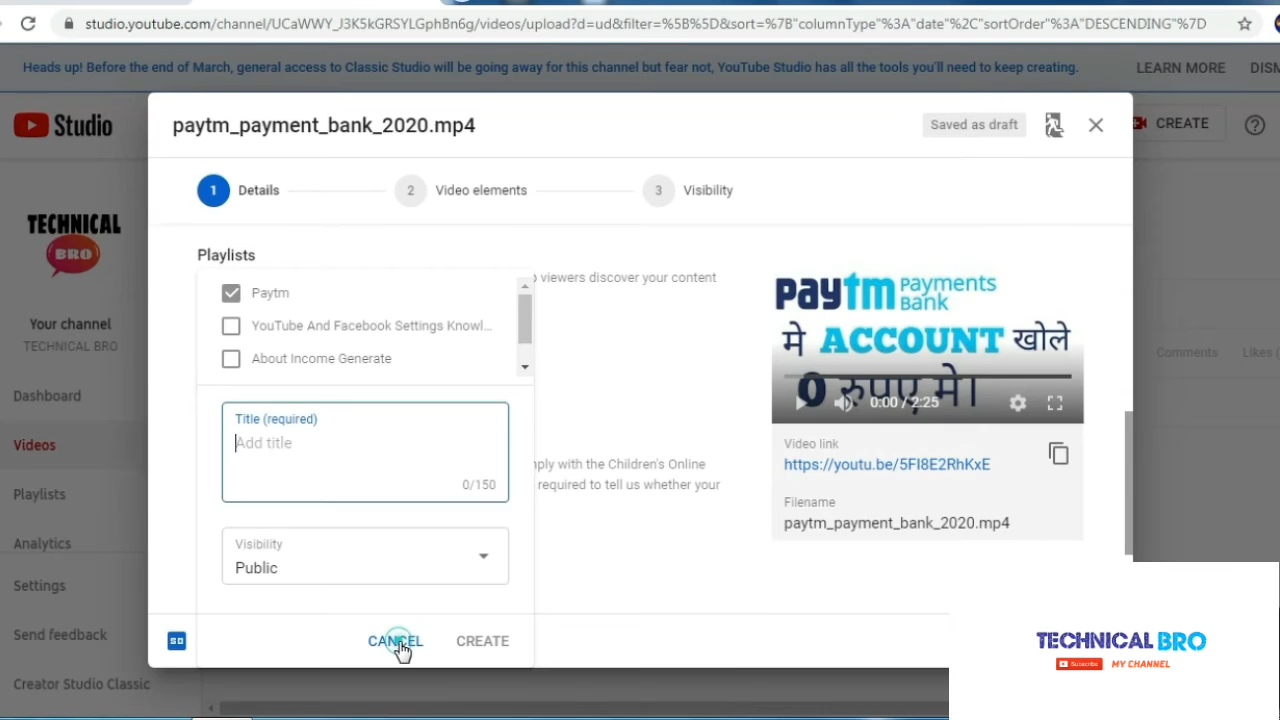 studio.youtube.com/channel/UCaWWY_J3K5kGRSYLGphBn6g/videos/upload?d=ud&filter=%5B%5D&sort=%7B"columnType"%3A"date"%2C"sortOrder"%3A"DESCENDING"%7D
Heads up! Before the end of March, general access to Classic Studio will be going away for this channel but fear not, YouTube Studio has all the tools you'll need to keep creating.
LEARN MORE
DISM
Studio
paytm_payment_bank_2020.mp4
Saved as draft
CREATE
1 Details
2 Video elements
3 Visibility
TECHNICAL
BRO
Your channel
TECHNICAL BRO
Dashboard
Videos
Playlists
Analytics
Settings
Send feedback
Creator Studio Classic
Playlists
Paytm
YouTube And Facebook Settings Knowl...
About Income Generate
Title (required)
Add title
0/150
Visibility
Public
CANCEL
CREATE
viewers discover your content
mply with the Children's Online
required to tell us whether your
paytm Payments
Bank
मे ACCOUNT खोले
0 रुपए मे।
0:00 / 2:25
Video link
https://youtu.be/5FI8E2RhKxE
Filename
paytm_payment_bank_2020.mp4
Comments
Likes (
SD
TECHNICAL BRO
Subscribe
MY CHANNEL